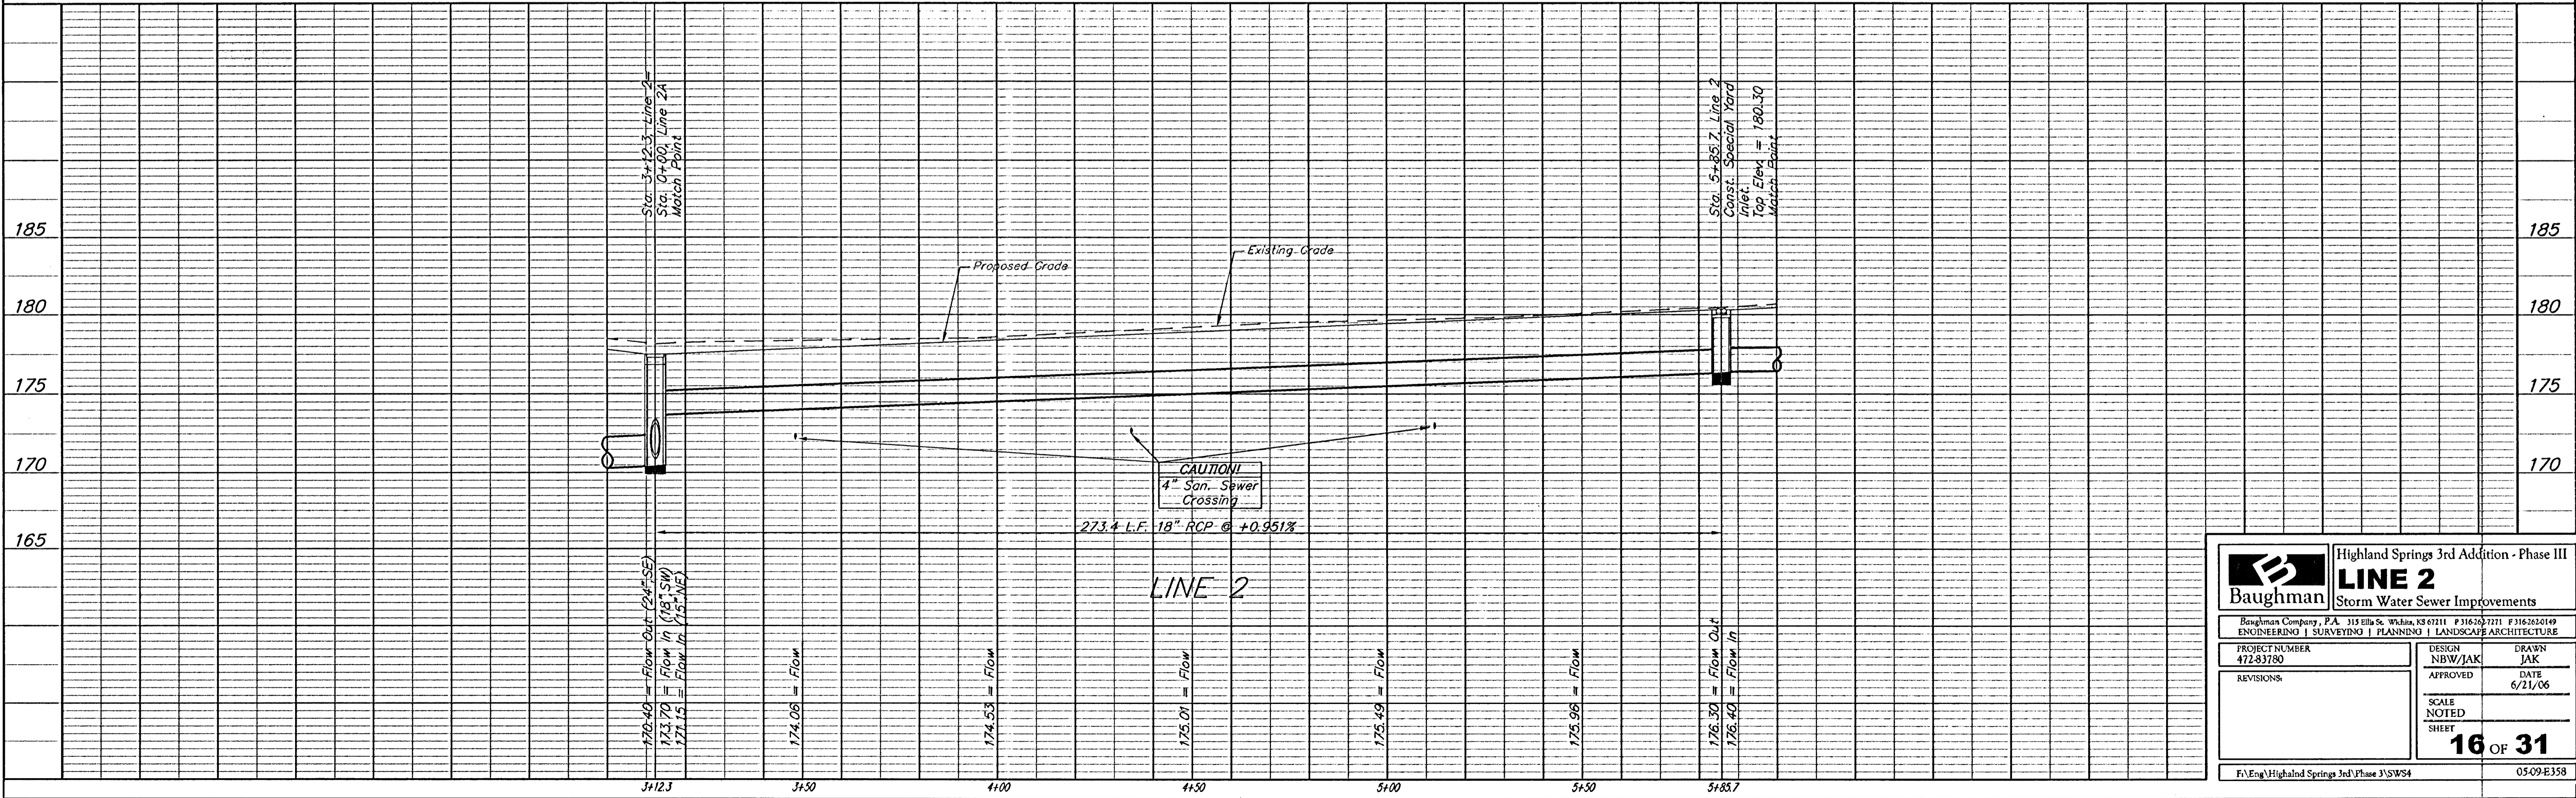 Sta. 3+12.3, Line 2=
Sta. 0+00, Line 2A
Match Point
Sta. 5+85.7, Line 2
Const. Special Yard
Inlet.
Top Elev. = 180.30
Match Point
185
185
Existing Grade
Proposed Grade
180
180
175
175
170
170
CAUTION!
4" San. Sewer
Crossing
273.4 L.F. 18" RCP @ +0.951%
165
LINE 2
170.40 = Flow Out (24",SE)
173.70 = Flow In (18",SW)
171.15 = Flow In (15",NE)
174.06 = Flow
174.53 = Flow
175.01 = Flow
175.49 = Flow
175.96 = Flow
176.30 = Flow Out
176.40 = Flow In
3+12.3
3+50
4+00
4+50
5+00
5+50
5+85.7
B
Baughman
Highland Springs 3rd Addition - Phase III
LINE 2
Storm Water Sewer Improvements
Baughman Company, P.A. 315 Ellis St. Wichita, KS 67211 P 316-262-7271 F 316-262-0149
ENGINEERING | SURVEYING | PLANNING | LANDSCAPE ARCHITECTURE
PROJECT NUMBER
472-83780
DESIGN
NBW/JAK
DRAWN
JAK
REVISIONS:
APPROVED
DATE
6/21/06
SCALE
NOTED
SHEET
16 OF 31
F:\Eng\Highalnd Springs 3rd\Phase 3\SWS4
05-09-E358